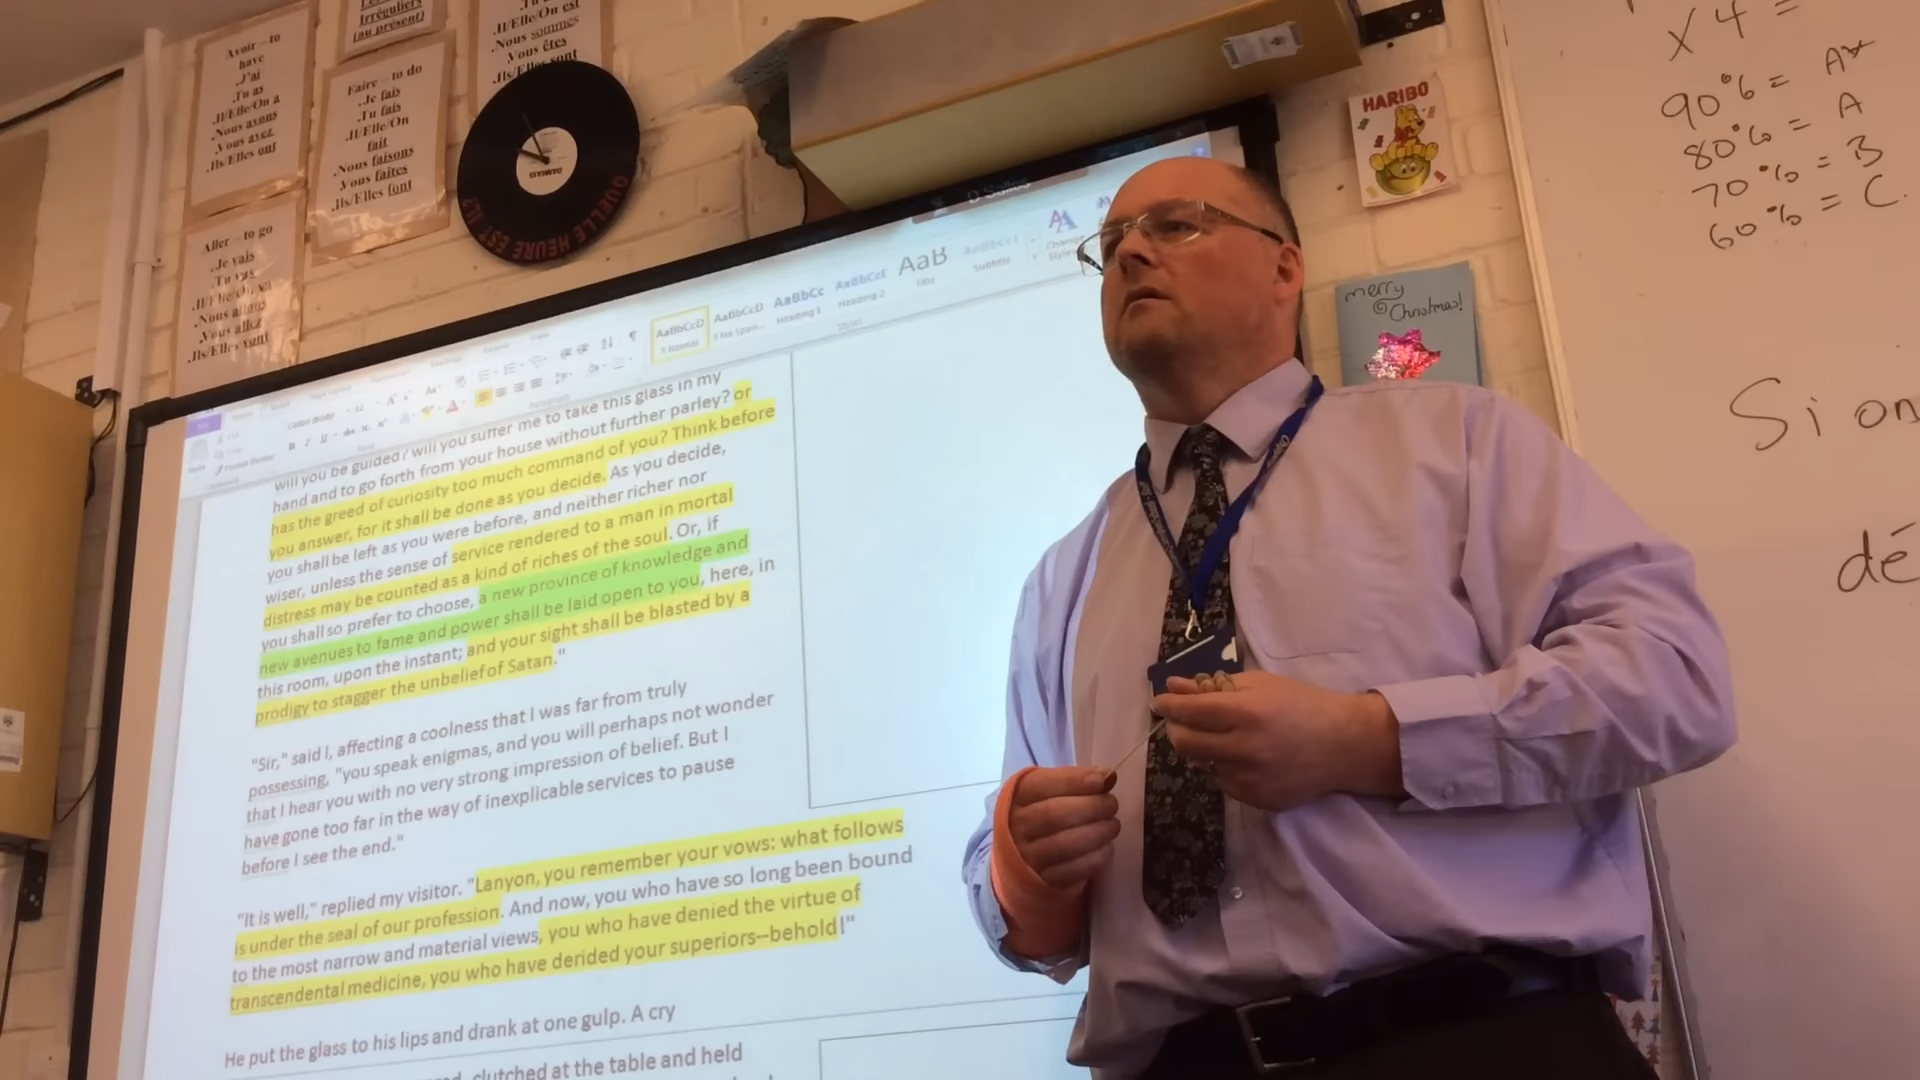 Irréguliers
(au présent)
.Il/Elle/On est
.Nous sommes
.Vous êtes
.Ils/Elles sont
Avoir – to
have
.J'ai
.Tu as
.Il/Elle/On a
.Nous avons
.Vous avez
.Ils/Elles ont
Faire – to do
.Je fais
.Tu fais
.Il/Elle/On
fait
.Nous faisons
.Vous faites
.Ils/Elles font
Aller – to go
.Je vais
.Tu vas
.Il/Elle/On va
.Nous allons
.Vous allez
.Ils/Elles vont
QUELLE HEURE EST IL?
HARIBO
merry
Christmas!
X 4 =
90% = A*
80% = A
70% = B
60% = C.
Si on
dé
D Salles
AaBbCcD
Normal
AaBbCcD
AaBbCc
Heading 1
AaBbCcE
Heading 2
AaB
Title
AaBbCcI
Subtitle
Change
Styles
Format Painter
Paragraph
Styles
will you be guided? will you suffer me to take this glass in my
hand and to go forth from your house without further parley? or
has the greed of curiosity too much command of you? Think before
you answer, for it shall be done as you decide. As you decide,
you shall be left as you were before, and neither richer nor
wiser, unless the sense of service rendered to a man in mortal
distress may be counted as a kind of riches of the soul. Or, if
you shall so prefer to choose, a new province of knowledge and
new avenues to fame and power shall be laid open to you, here, in
this room, upon the instant; and your sight shall be blasted by a
prodigy to stagger the unbelief of Satan."
"Sir," said I, affecting a coolness that I was far from truly
possessing, "you speak enigmas, and you will perhaps not wonder
that I hear you with no very strong impression of belief. But I
have gone too far in the way of inexplicable services to pause
before I see the end."
"It is well," replied my visitor. "Lanyon, you remember your vows: what follows
is under the seal of our profession. And now, you who have so long been bound
to the most narrow and material views, you who have denied the virtue of
transcendental medicine, you who have derided your superiors--behold!"
He put the glass to his lips and drank at one gulp. A cry
clutched at the table and held